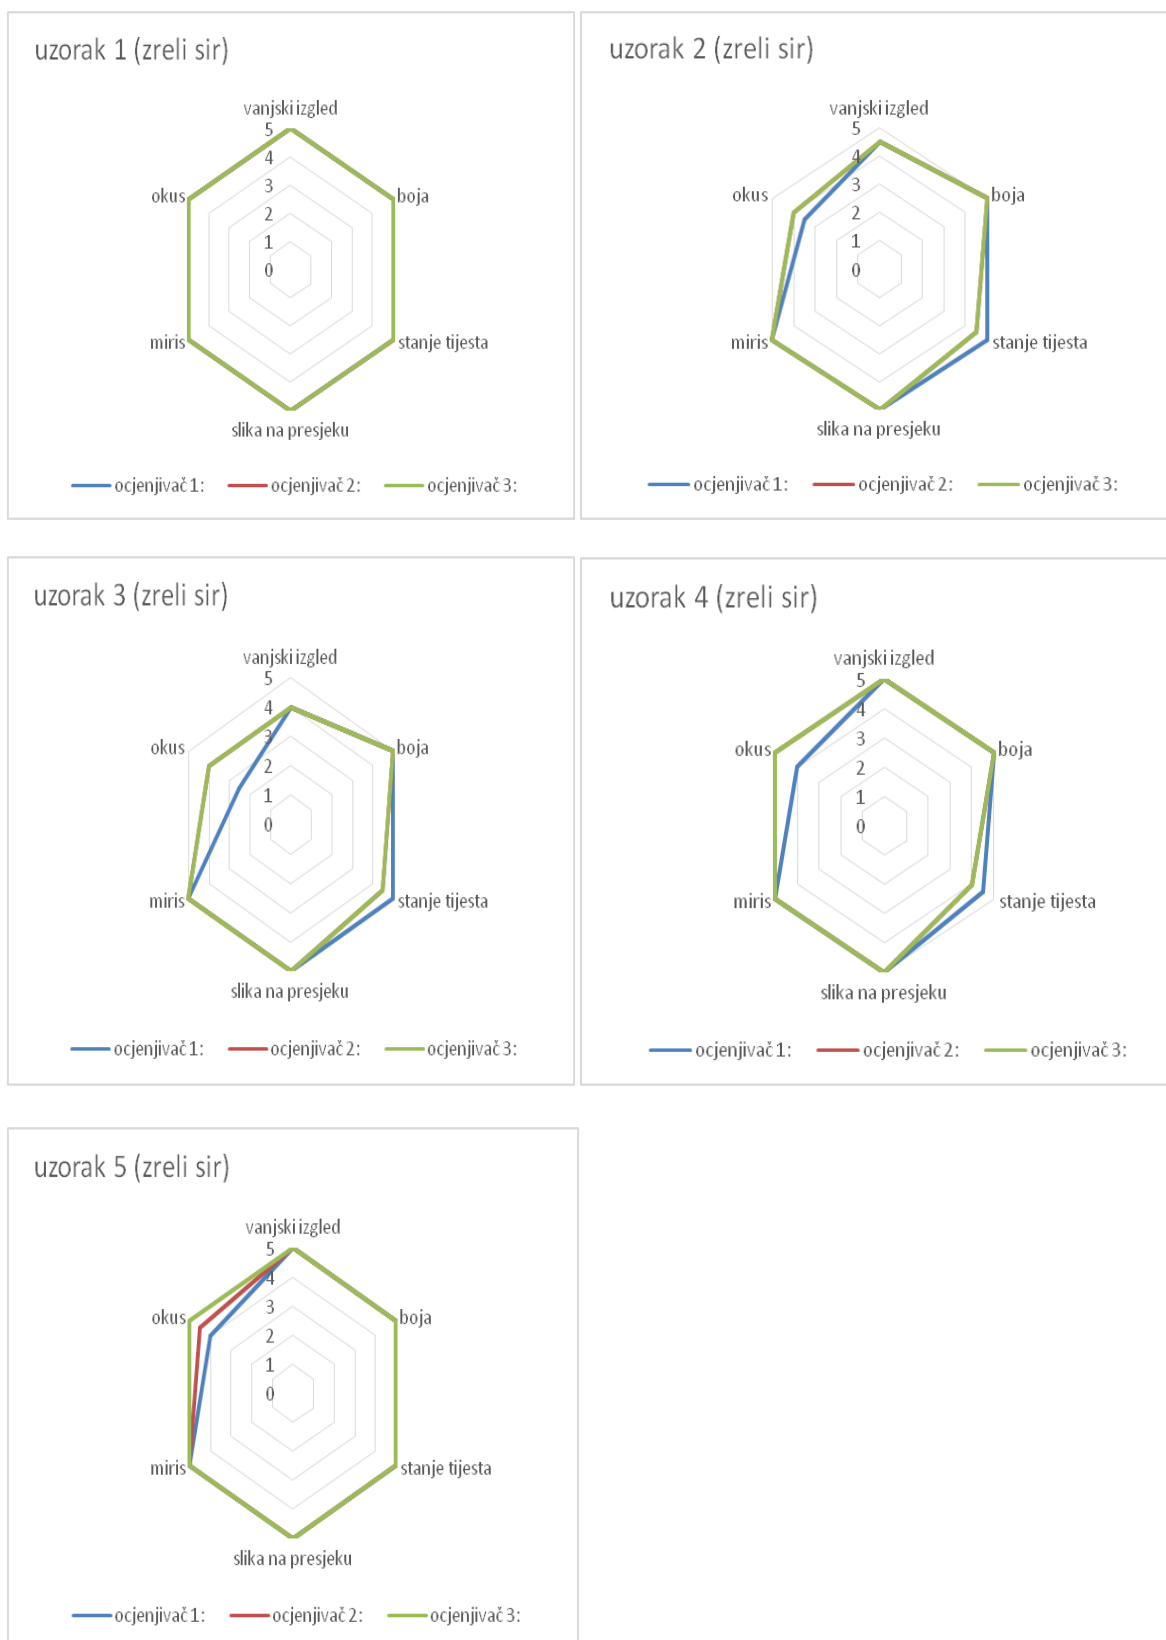 uzorak 1 (zreli sir)
vanjski izgled
5
4
3
2
1
0
okus
boja
miris
stanje tijesta
slika na presjeku
ocjenjivač 1: ocjenjivač 2: ocjenjivač 3:
uzorak 2 (zreli sir)
vanjski izgled
5
4
3
2
1
0
okus
boja
miris
stanje tijesta
slika na presjeku
ocjenjivač 1: ocjenjivač 2: ocjenjivač 3:
uzorak 3 (zreli sir)
vanjski izgled
5
4
3
2
1
0
okus
boja
miris
stanje tijesta
slika na presjeku
ocjenjivač 1: ocjenjivač 2: ocjenjivač 3:
uzorak 4 (zreli sir)
vanjski izgled
5
4
3
2
1
0
okus
boja
miris
stanje tijesta
slika na presjeku
ocjenjivač 1: ocjenjivač 2: ocjenjivač 3:
uzorak 5 (zreli sir)
vanjski izgled
5
4
3
2
1
0
okus
boja
miris
stanje tijesta
slika na presjeku
ocjenjivač 1: ocjenjivač 2: ocjenjivač 3: